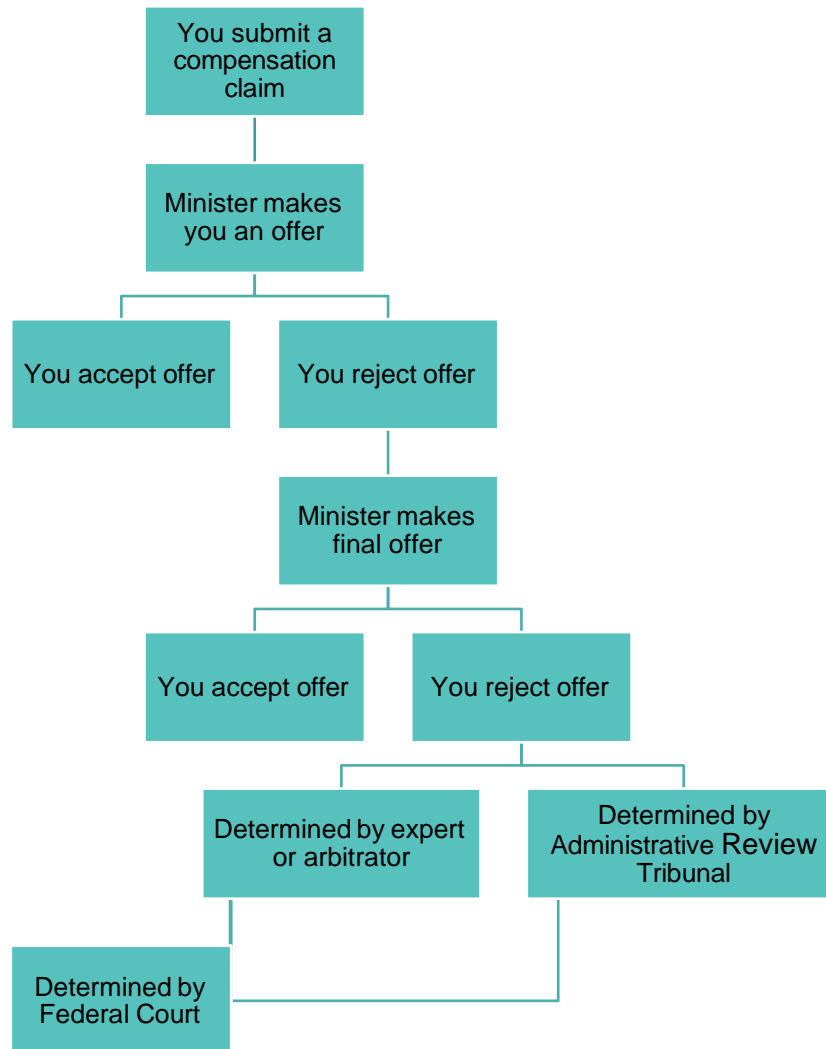 You submit a
compensation
claim
Minister makes
you an offer
You accept offer
You reject offer
Minister makes
final offer
You accept offer
You reject offer
Determined by expert
or arbitrator
Determined by
Administrative Review
Tribunal
Determined by
Federal Court